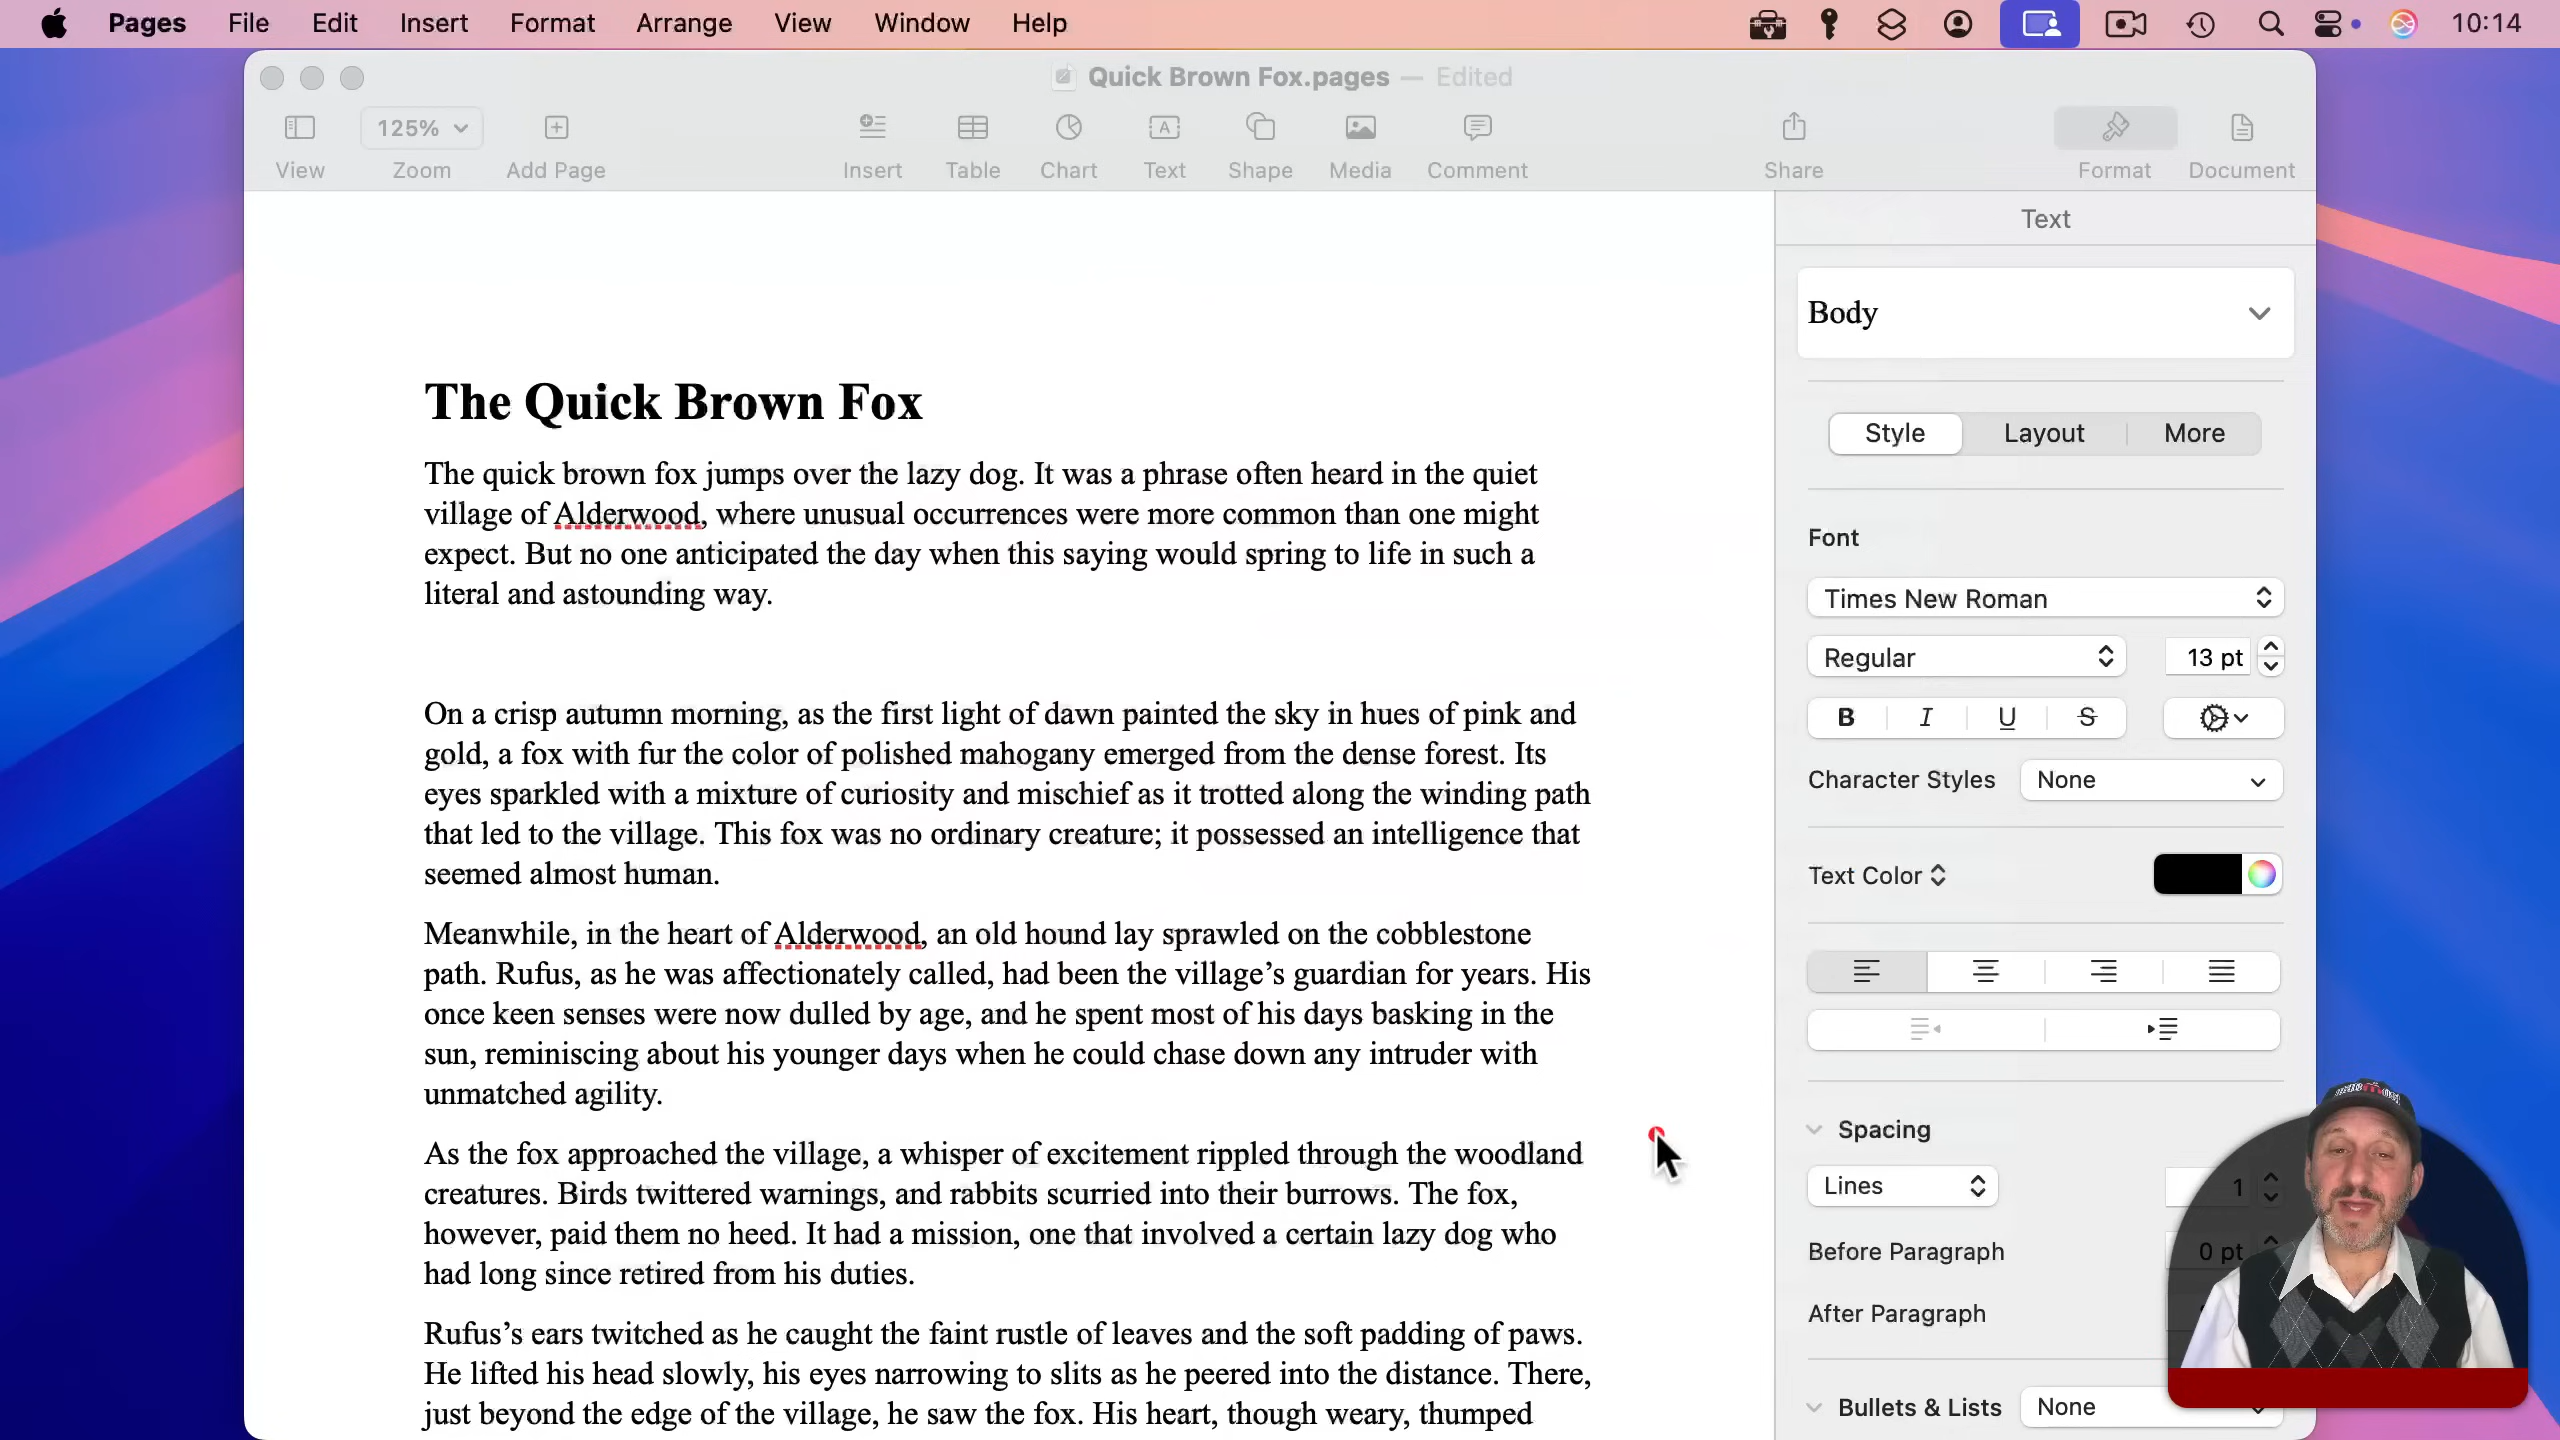 Pages File Edit Insert Format Arrange View Window Help 10:14
Quick Brown Fox.pages — Edited
125%
View Zoom Add Page Insert Table Chart Text Shape Media Comment Share Format Document
Text
Body
Style Layout More
Font
Times New Roman
Regular 13 pt
B I U S
Character Styles None
Text Color
Spacing
Lines 1
Before Paragraph 0 pt
After Paragraph
Bullets & Lists None
The Quick Brown Fox
The quick brown fox jumps over the lazy dog. It was a phrase often heard in the quiet
village of Alderwood, where unusual occurrences were more common than one might
expect. But no one anticipated the day when this saying would spring to life in such a
literal and astounding way.
On a crisp autumn morning, as the first light of dawn painted the sky in hues of pink and
gold, a fox with fur the color of polished mahogany emerged from the dense forest. Its
eyes sparkled with a mixture of curiosity and mischief as it trotted along the winding path
that led to the village. This fox was no ordinary creature; it possessed an intelligence that
seemed almost human.
Meanwhile, in the heart of Alderwood, an old hound lay sprawled on the cobblestone
path. Rufus, as he was affectionately called, had been the village’s guardian for years. His
once keen senses were now dulled by age, and he spent most of his days basking in the
sun, reminiscing about his younger days when he could chase down any intruder with
unmatched agility.
As the fox approached the village, a whisper of excitement rippled through the woodland
creatures. Birds twittered warnings, and rabbits scurried into their burrows. The fox,
however, paid them no heed. It had a mission, one that involved a certain lazy dog who
had long since retired from his duties.
Rufus’s ears twitched as he caught the faint rustle of leaves and the soft padding of paws.
He lifted his head slowly, his eyes narrowing to slits as he peered into the distance. There,
just beyond the edge of the village, he saw the fox. His heart, though weary, thumped